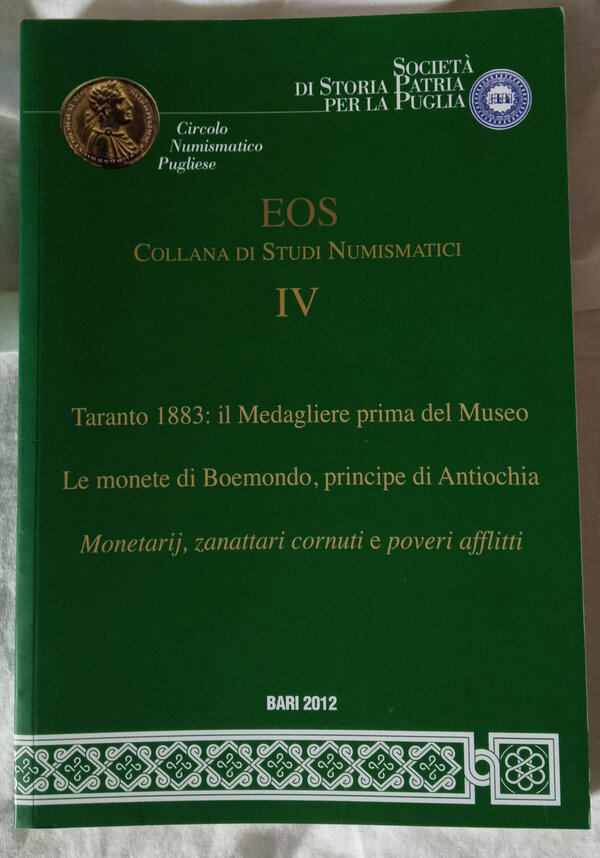 Società
di Storia Patria
per la Puglia
Circolo
Numismatico
Pugliese
EOS
Collana di Studi Numismatici
IV
Taranto 1883: il Medagliere prima del Museo
Le monete di Boemondo, principe di Antiochia
Monetarij, zanattari cornuti e poveri afflitti
BARI 2012